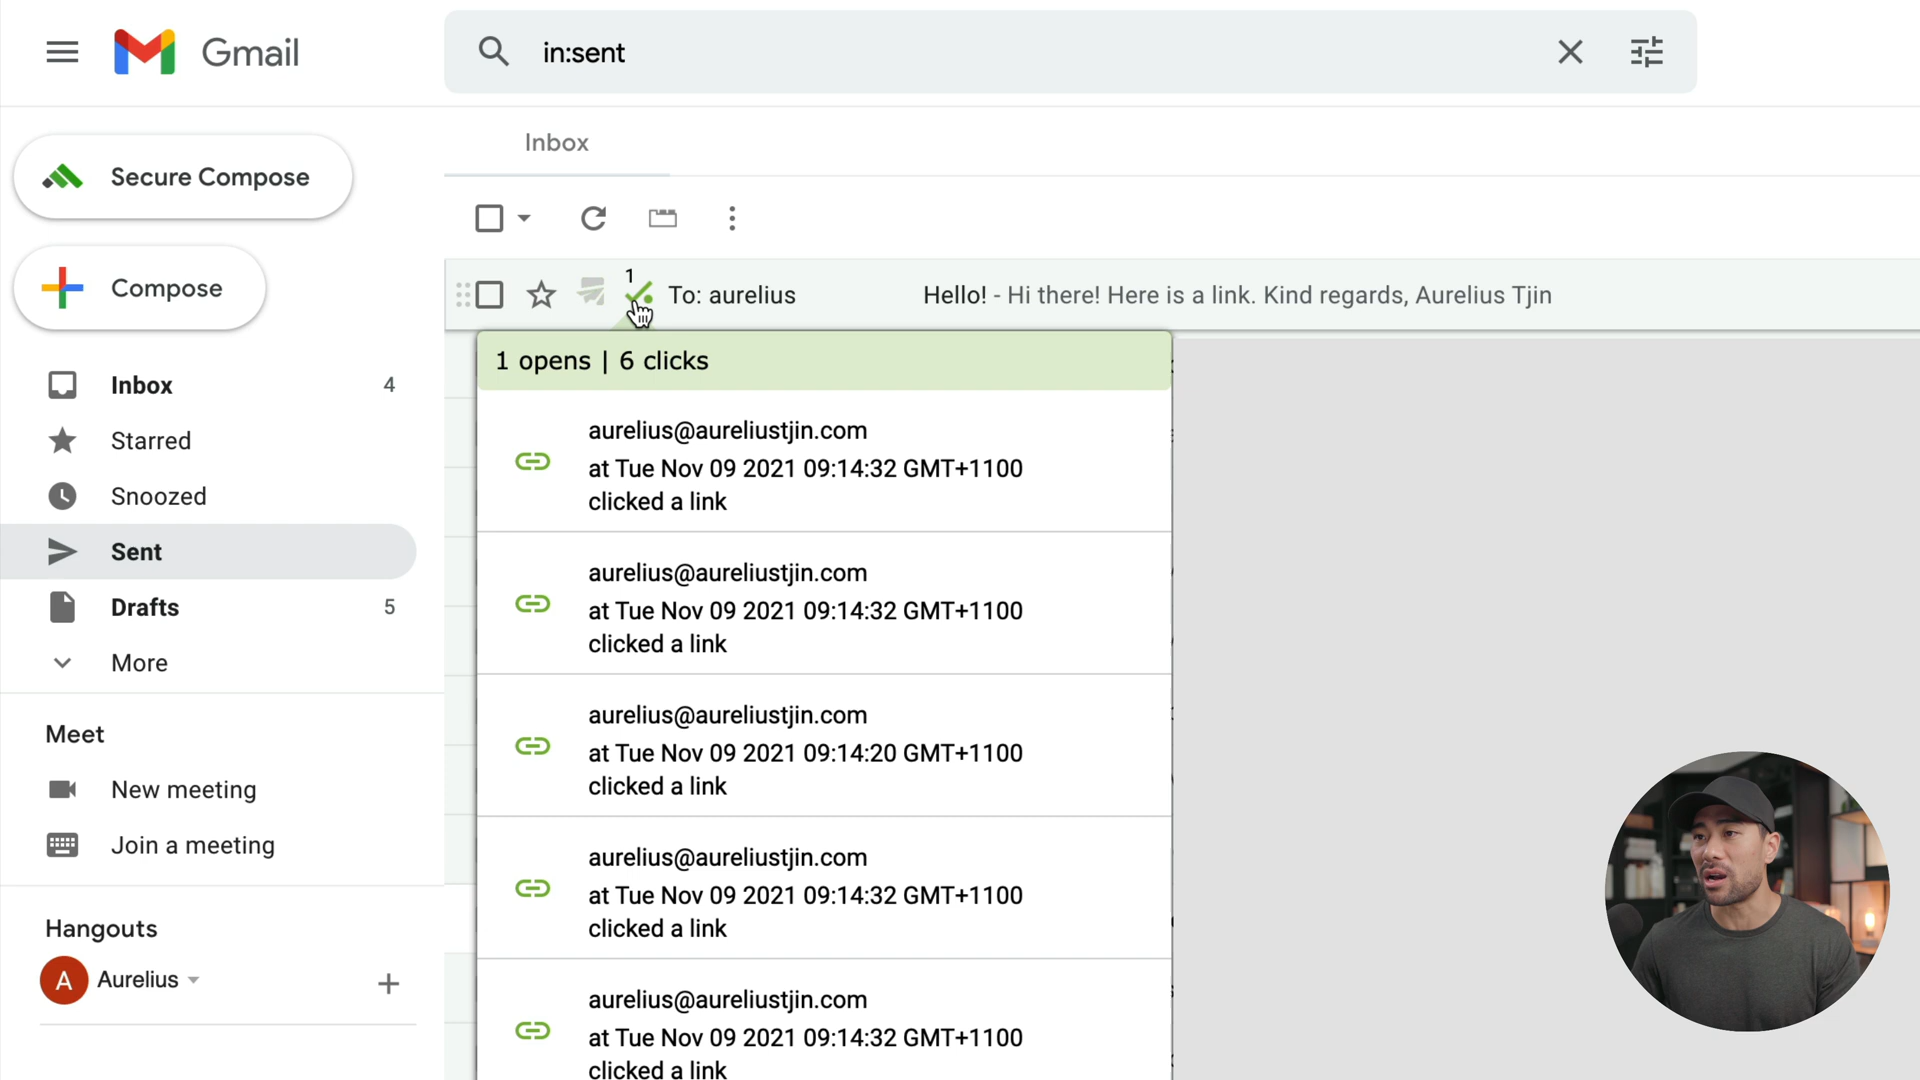 Gmail
in:sent
Secure Compose
Compose
Inbox 4
Starred
Snoozed
Sent
Drafts 5
More
Meet
New meeting
Join a meeting
Hangouts
A Aurelius
Inbox
1
To: aurelius Hello! - Hi there! Here is a link. Kind regards, Aurelius Tjin
1 opens | 6 clicks
aurelius@aureliustjin.com
at Tue Nov 09 2021 09:14:32 GMT+1100
clicked a link
aurelius@aureliustjin.com
at Tue Nov 09 2021 09:14:32 GMT+1100
clicked a link
aurelius@aureliustjin.com
at Tue Nov 09 2021 09:14:20 GMT+1100
clicked a link
aurelius@aureliustjin.com
at Tue Nov 09 2021 09:14:32 GMT+1100
clicked a link
aurelius@aureliustjin.com
at Tue Nov 09 2021 09:14:32 GMT+1100
clicked a link